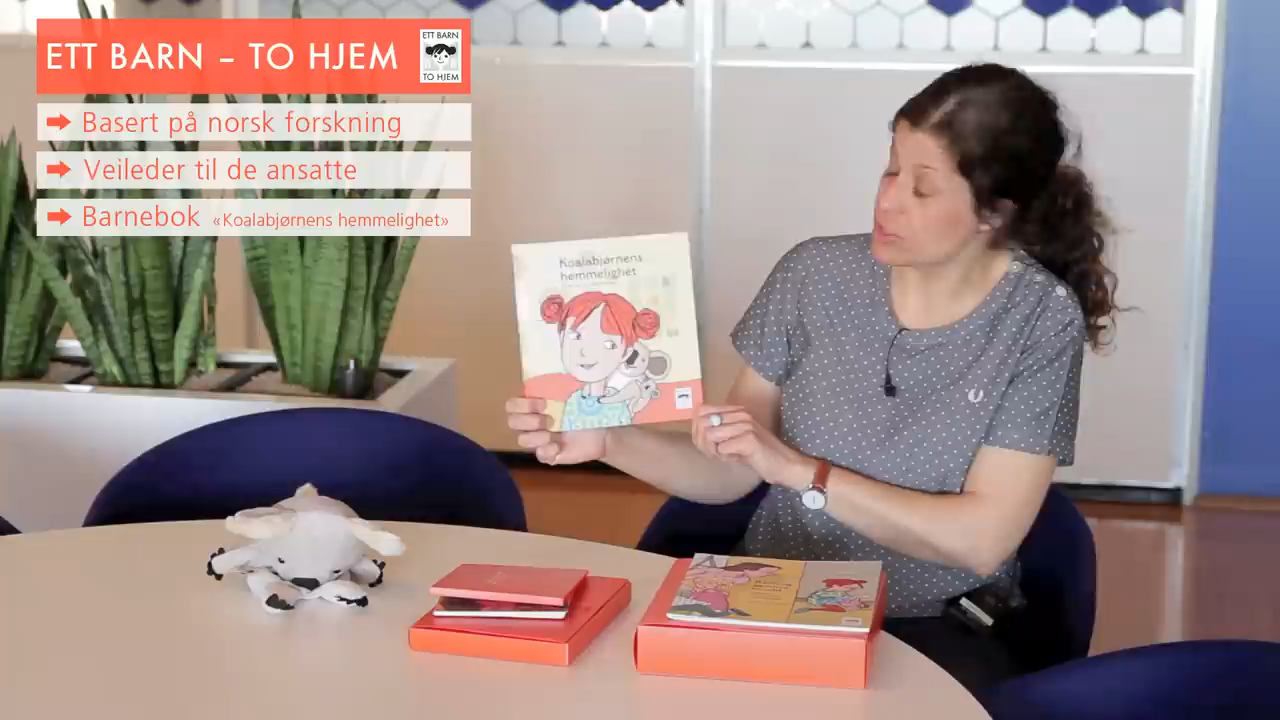 ETT BARN – TO HJEM
ETT BARN
TO HJEM
Basert på norsk forskning
Veileder til de ansatte
Barnebok «Koalabjørnens hemmelighet»
Koalabjørnens
hemmelighet